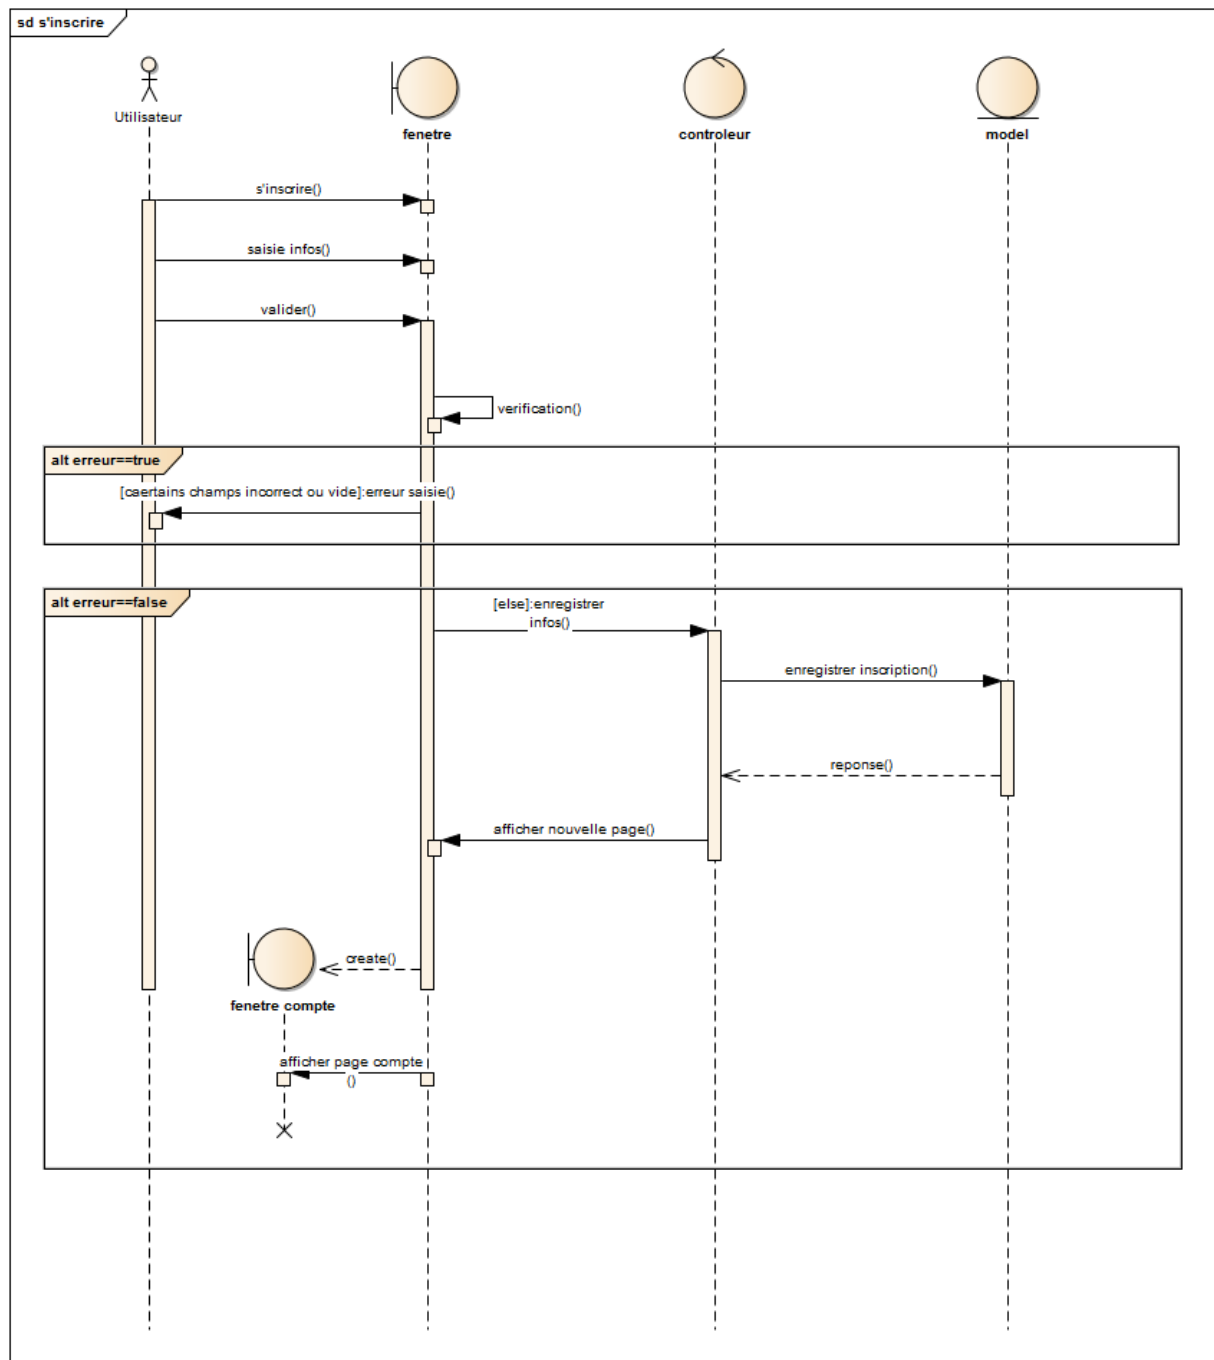 sd s'inscrire
Utilisateur
fenetre
controleur
model
s'inscrire()
saisie infos()
valider()
verification()
alt erreur==true
[caertains champs incorrect ou vide]:erreur saisie()
alt erreur==false
[else]:enregistrer
infos()
enregistrer inscription()
reponse()
afficher nouvelle page()
create()
fenetre compte
afficher page compte
()